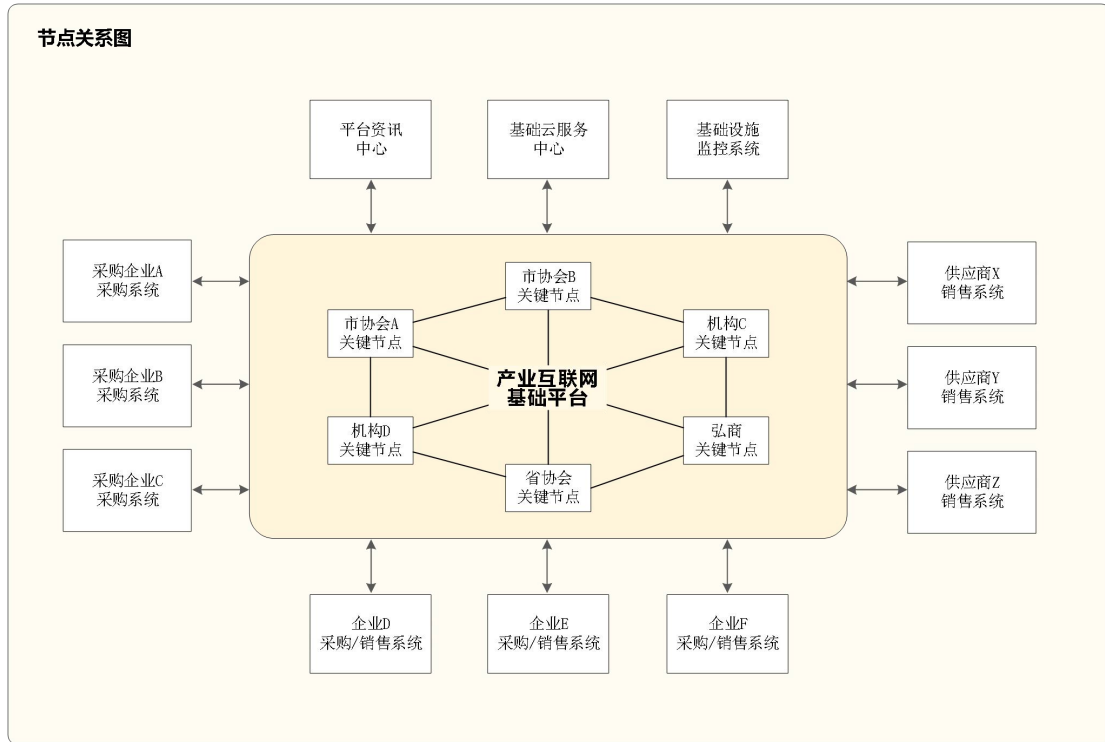 节点关系图
平台资讯
中心
基础云服务
中心
基础设施
监控系统
采购企业A
采购系统
采购企业B
采购系统
采购企业C
采购系统
市协会B
关键节点
市协会A
关键节点
机构C
关键节点
产业互联网
基础平台
机构D
关键节点
弘商
关键节点
省协会
关键节点
供应商X
销售系统
供应商Y
销售系统
供应商Z
销售系统
企业D
采购/销售系统
企业E
采购/销售系统
企业F
采购/销售系统